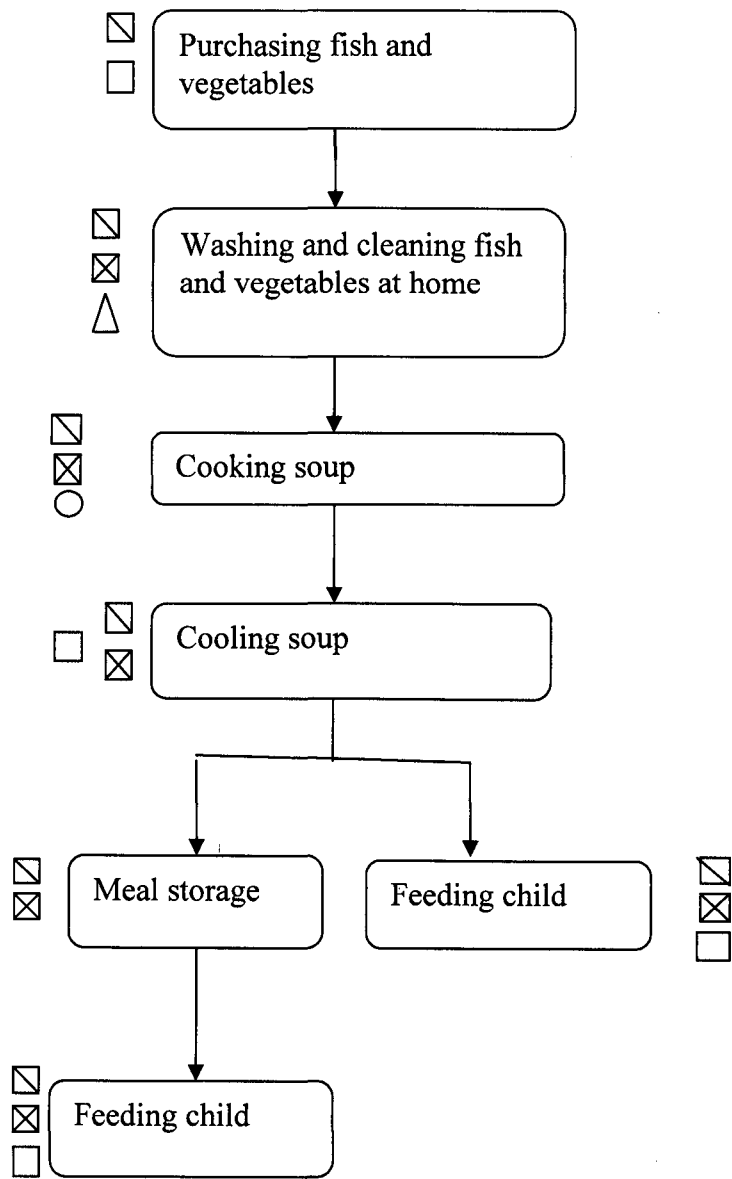 Purchasing fish and
vegetables
Washing and cleaning fish
and vegetables at home
Cooking soup
Cooling soup
Meal storage
Feeding child
Feeding child